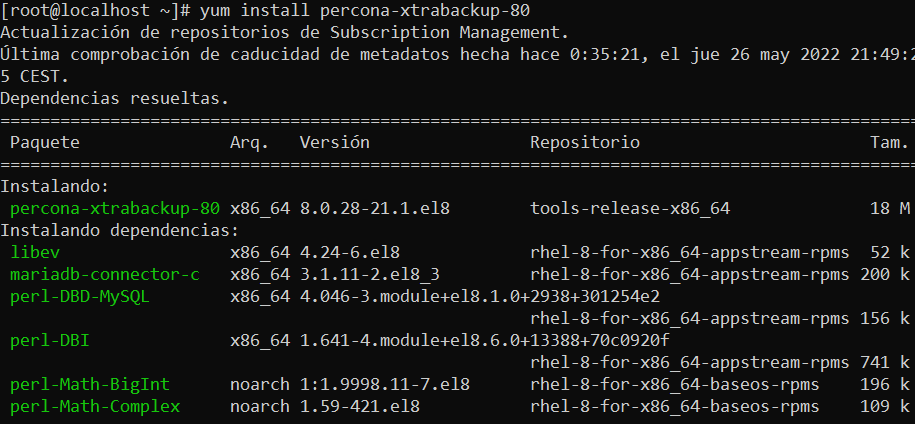 [root@localhost ~]# yum install percona-xtrabackup-80
Actualización de repositorios de Subscription Management.
Última comprobación de caducidad de metadatos hecha hace 0:35:21, el jue 26 may 2022 21:49:2
5 CEST.
Dependencias resueltas.
============================================================================================
Paquete Arq. Versión Repositorio Tam.
============================================================================================
Instalando:
percona-xtrabackup-80 x86_64 8.0.28-21.1.el8 tools-release-x86_64 18 M
Instalando dependencias:
libev x86_64 4.24-6.el8 rhel-8-for-x86_64-appstream-rpms 52 k
mariadb-connector-c x86_64 3.1.11-2.el8_3 rhel-8-for-x86_64-appstream-rpms 200 k
perl-DBD-MySQL x86_64 4.046-3.module+el8.1.0+2938+301254e2
rhel-8-for-x86_64-appstream-rpms 156 k
perl-DBI x86_64 1.641-4.module+el8.6.0+13388+70c0920f
rhel-8-for-x86_64-appstream-rpms 741 k
perl-Math-BigInt noarch 1:1.9998.11-7.el8 rhel-8-for-x86_64-baseos-rpms 196 k
perl-Math-Complex noarch 1.59-421.el8 rhel-8-for-x86_64-baseos-rpms 109 k